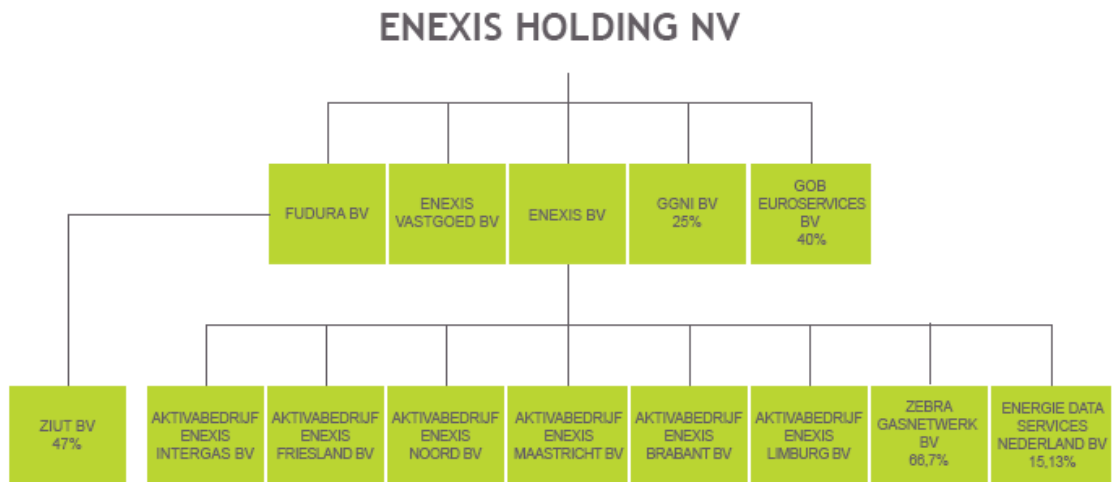 ENEXIS HOLDING NV
FUDURA BV
ENEXIS
VASTGOED BV
ENEXIS BV
GGNI BV
25%
GOB
EUROSERVICES
BV
40%
ZIUT BV
47%
AKTIVABEDRIJF
ENEXIS
INTERGAS BV
AKTIVABEDRIJF
ENEXIS
FRIESLAND BV
AKTIVABEDRIJF
ENEXIS
NOORD BV
AKTIVABEDRIJF
ENEXIS
MAASTRICHT BV
AKTIVABEDRIJF
ENEXIS
BRABANT BV
AKTIVABEDRIJF
ENEXIS
LIMBURG BV
ZEBRA
GASNETWERK
BV
66,7%
ENERGIE DATA
SERVICES
NEDERLAND BV
15,13%